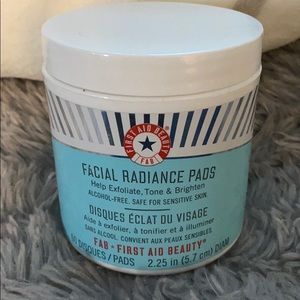 FIRST AID BEAUTY
FAB
FACIAL RADIANCE PADS
Help Exfoliate, Tone & Brighten
ALCOHOL-FREE. SAFE FOR SENSITIVE SKIN.
DISQUES ÉCLAT DU VISAGE
Aide à exfolier, à tonifier et à illuminer
SANS ALCOOL. CONVIENT AUX PEAUX SENSIBLES.
FAB • FIRST AID BEAUTY®
60 DISQUES/PADS 2.25 in (5.7 cm) DIAM